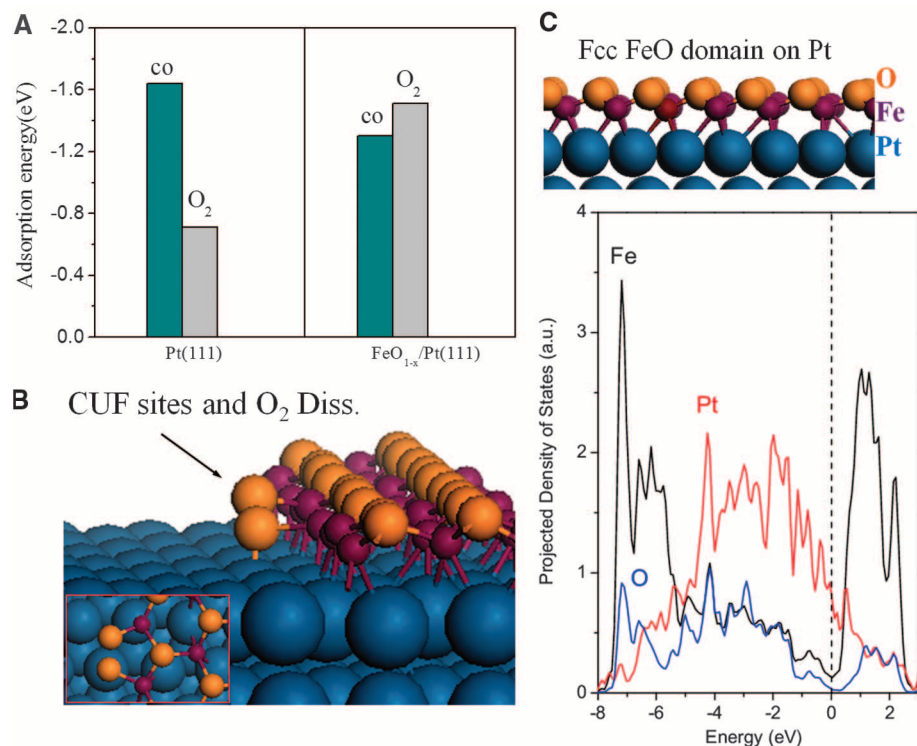 A
-2.0
-1.6
-1.2
-0.8
-0.4
0.0
Adsorption energy(eV)
co
O2
co
O2
Pt(111)
FeO1-x/Pt(111)
B
CUF sites and O2 Diss.
C
Fcc FeO domain on Pt
O
Fe
Pt
4
3
2
1
0
Projected Density of States (a.u.)
Fe
Pt
O
-8 -6 -4 -2 0 2
Energy (eV)